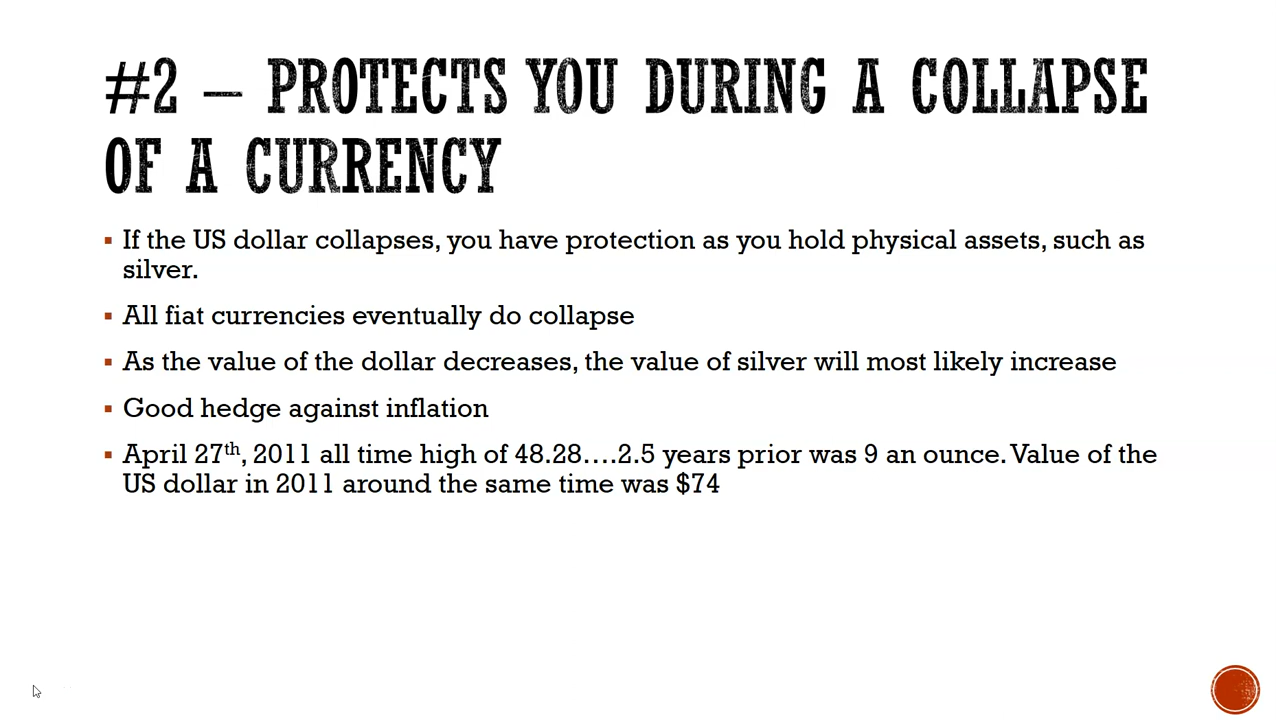 #2 – PROTECTS YOU DURING A COLLAPSE
OF A CURRENCY
▪ If the US dollar collapses, you have protection as you hold physical assets, such as
silver.
▪ All fiat currencies eventually do collapse
▪ As the value of the dollar decreases, the value of silver will most likely increase
▪ Good hedge against inflation
▪ April 27th, 2011 all time high of 48.28….2.5 years prior was 9 an ounce. Value of the
US dollar in 2011 around the same time was $74